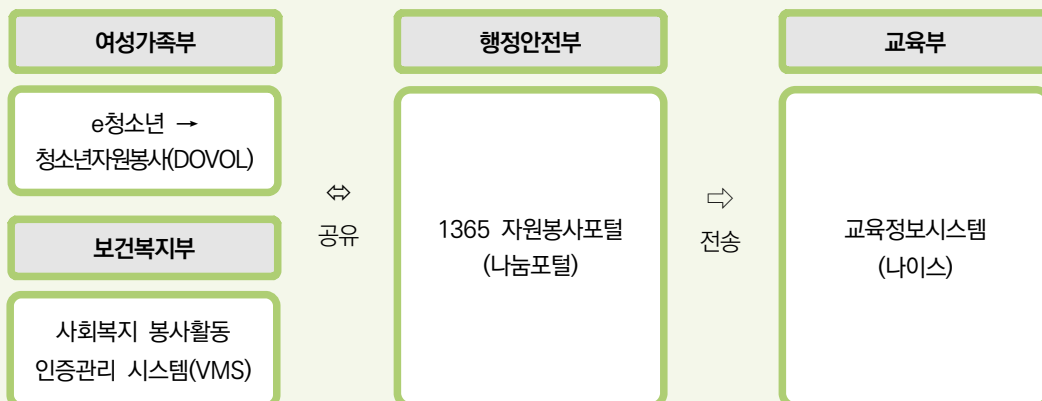 여성가족부
e청소년 →
청소년자원봉사(DOVOL)
보건복지부
사회복지 봉사활동
인증관리 시스템(VMS)
⇔
공유
행정안전부
1365 자원봉사포털
(나눔포털)
⇨
전송
교육부
교육정보시스템
(나이스)